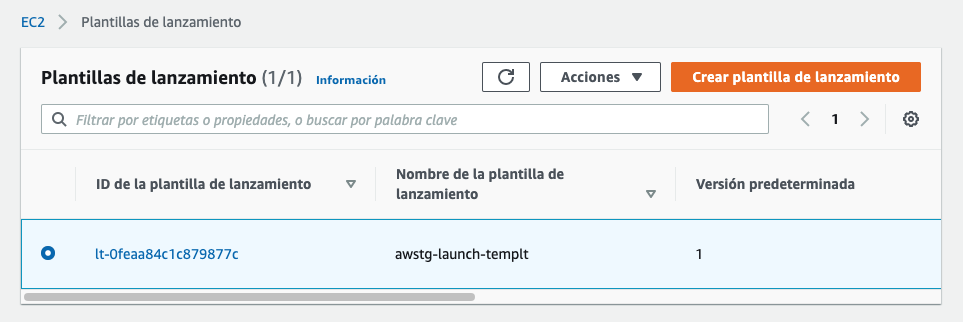 EC2 > Plantillas de lanzamiento
Plantillas de lanzamiento (1/1) Información Acciones Crear plantilla de lanzamiento
Filtrar por etiquetas o propiedades, o buscar por palabra clave 1
ID de la plantilla de lanzamiento Nombre de la plantilla de lanzamiento Versión predeterminada
lt-0feaa84c1c879877c awstg-launch-templt 1